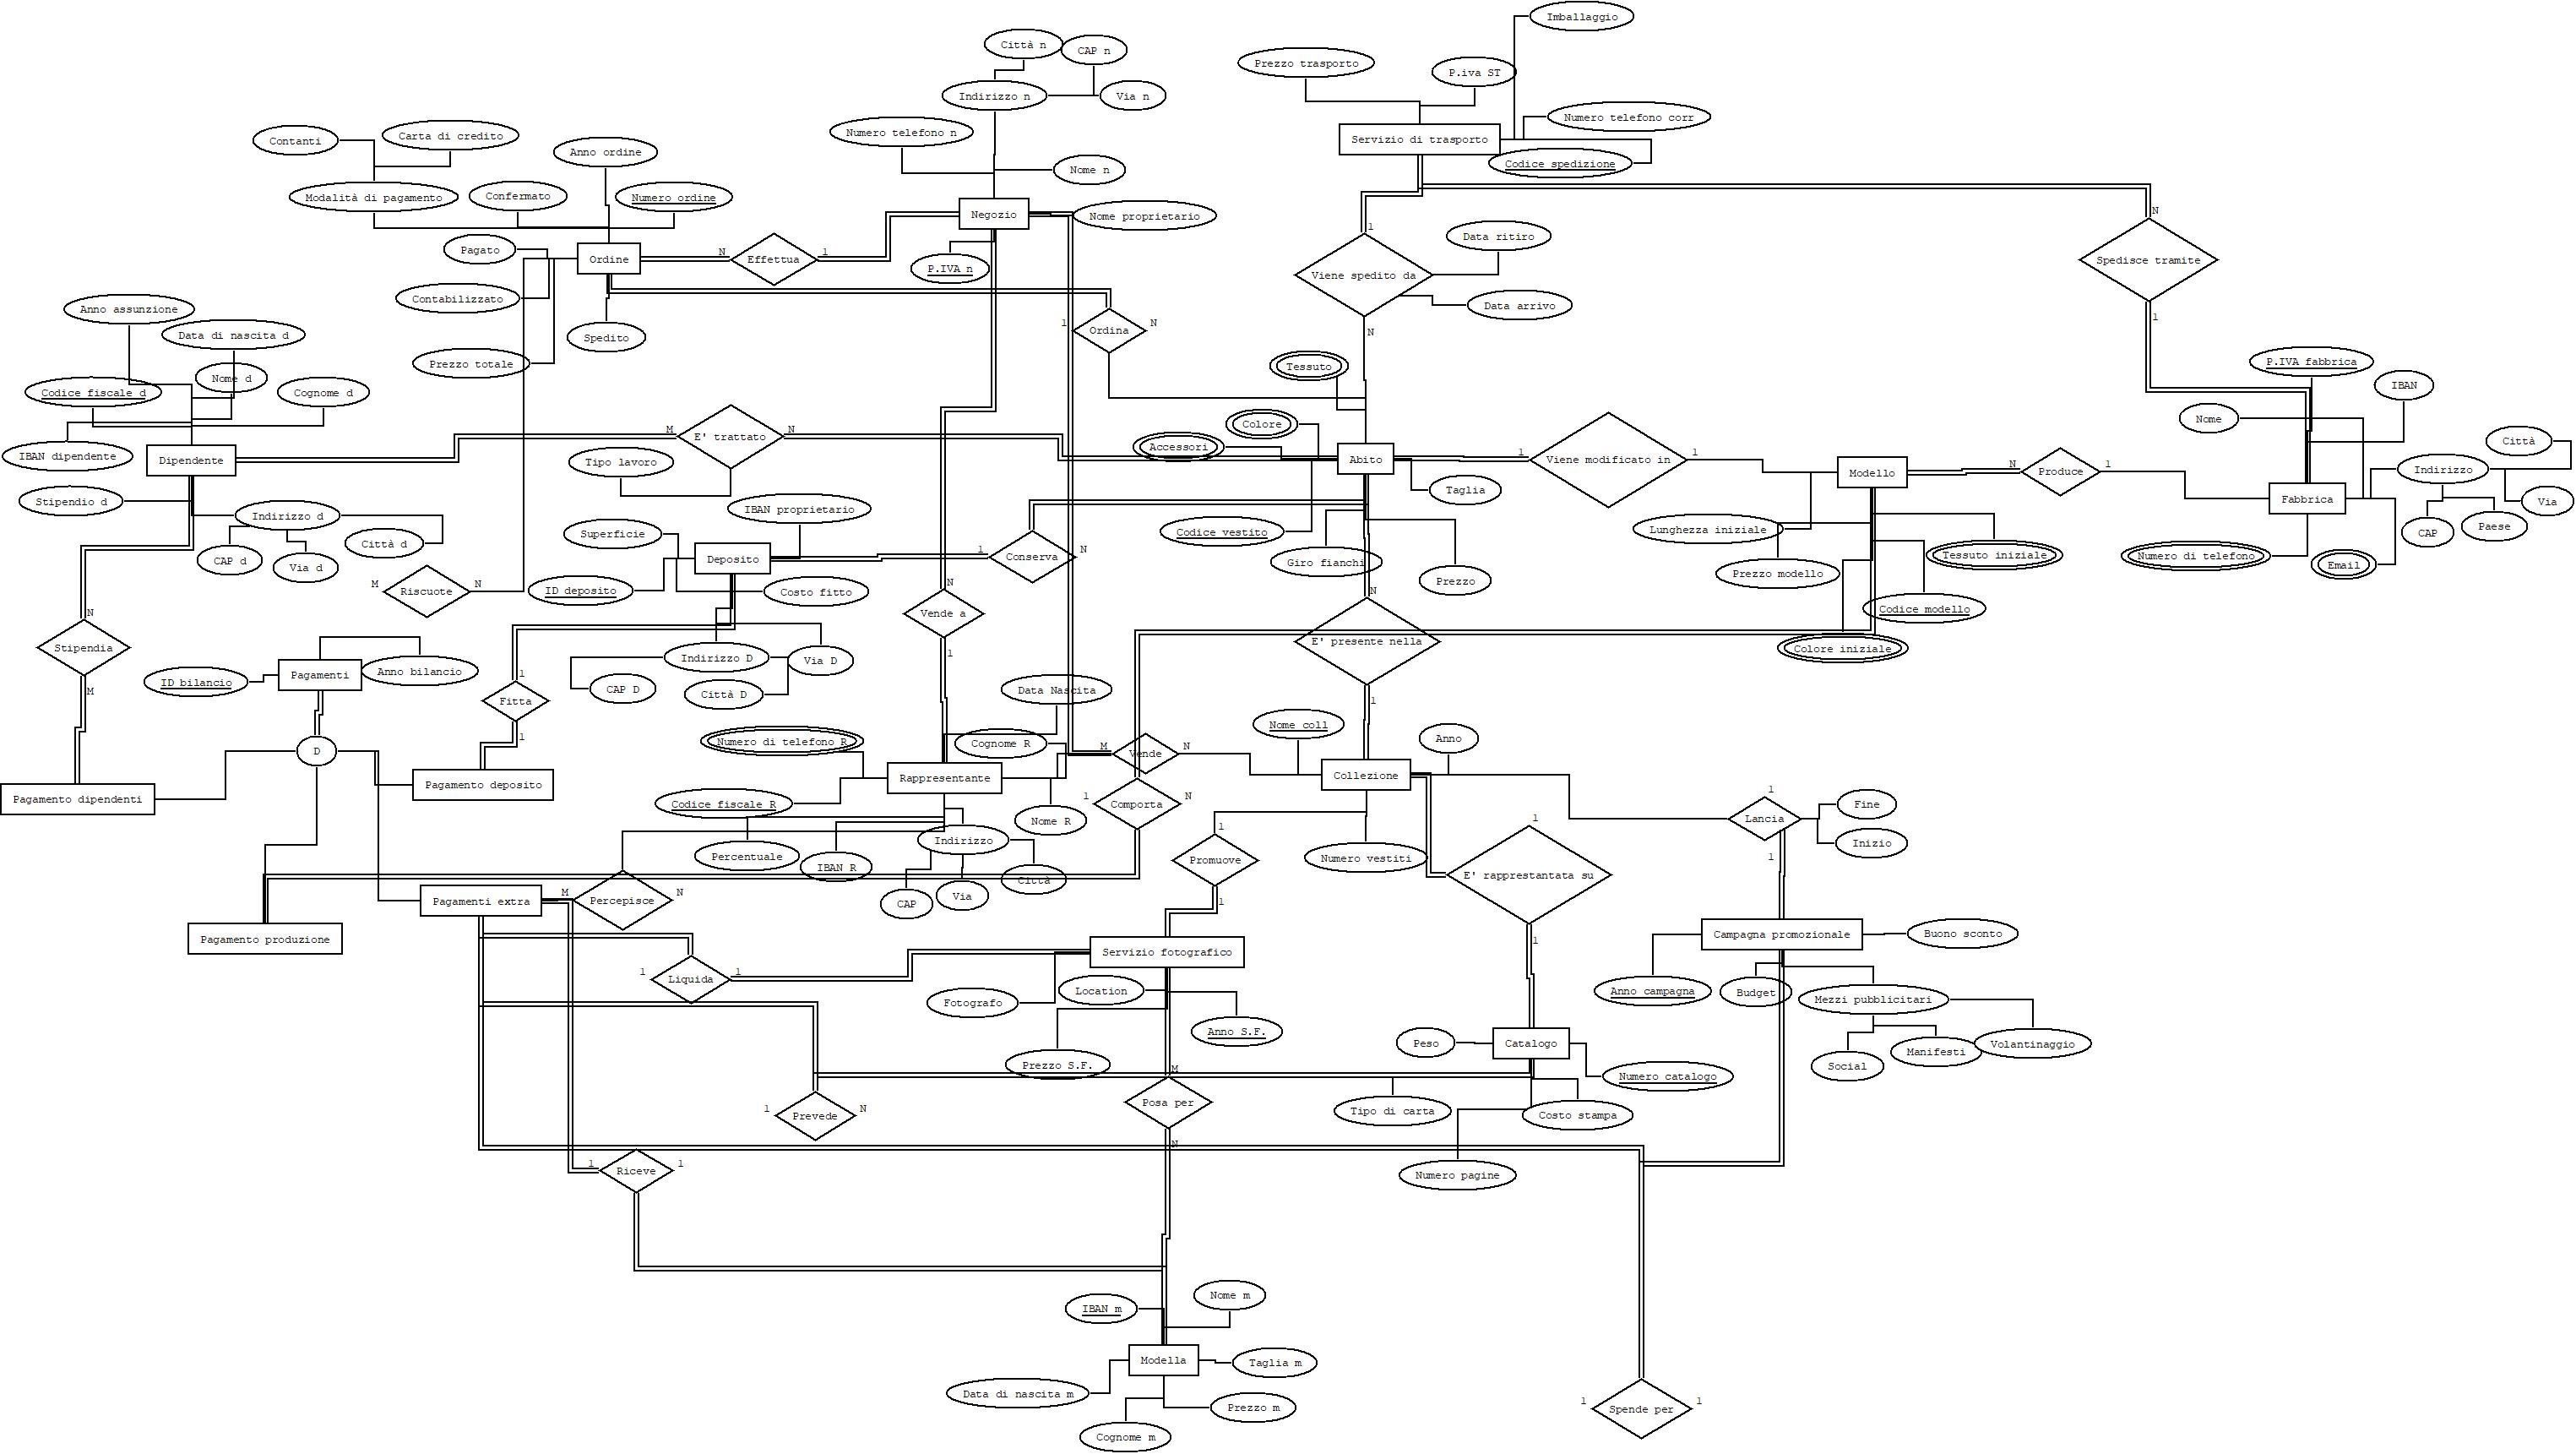 Imballaggio
Città n
CAP n
Prezzo trasporto
P.iva ST
Indirizzo n
Via n
Numero telefono corr
Contanti
Carta di credito
Numero telefono n
Servizio di trasporto
Anno ordine
Codice spedizione
Nome n
Modalità di pagamento
Confermato
Numero ordine
Negozio
Nome proprietario
N
Data ritiro
1
Pagato
N
1
Ordine
Effettua
P.IVA n
Viene spedito da
Spedisce tramite
Contabilizzato
Data arrivo
Anno assunzione
1
N
1
Ordina
N
Data di nascita d
Spedito
Prezzo totale
Tessuto
P.IVA fabbrica
Nome d
IBAN
Codice fiscale d
Cognome d
Nome
Colore
M
N
E' trattato
Accessori
Città
IBAN dipendente
Dipendente
Tipo lavoro
Abito
1
Viene modificato in
1
Modello
N
Produce
1
Indirizzo
Taglia
Fabbrica
Via
Stipendio d
IBAN proprietario
Indirizzo d
Superficie
Codice vestito
Lunghezza iniziale
CAP
Paese
Città d
Deposito
1
Conserva
N
Tessuto iniziale
Numero di telefono
Email
CAP d
Via d
Giro fianchi
Prezzo modello
Prezzo
M
Riscuote
N
ID deposito
Costo fitto
N
N
N
Vende a
Codice modello
Stipendia
E' presente nella
Colore iniziale
1
Indirizzo D
Via D
Pagamenti
Anno bilancio
1
ID bilancio
CAP D
Città D
Data Nascita
M
Fitta
1
1
Nome coll
Anno
Numero di telefono R
Cognome R
D
M
Vende
N
Pagamento deposito
Rappresentante
Collezione
1
Pagamento dipendenti
Codice fiscale R
1
Comporta
N
Fine
Nome R
1
Lancia
1
Indirizzo
Inizio
Percentuale
IBAN R
Promuove
Numero vestiti
1
E' rapprestantata su
Città
M
N
Pagamenti extra
Percepisce
CAP
Via
1
Pagamento produzione
Campagna promozionale
Buono sconto
1
Servizio fotografico
1
Liquida
1
Location
Anno campagna
Budget
Mezzi pubblicitari
Fotografo
Anno S.F.
Peso
Catalogo
Volantinaggio
Manifesti
Prezzo S.F.
Social
M
Numero catalogo
1
Prevede
N
Posa per
Tipo di carta
Costo stampa
N
1
Riceve
1
Numero pagine
Nome m
IBAN m
Modella
Taglia m
Data di nascita m
Prezzo m
1
Spende per
1
Cognome m